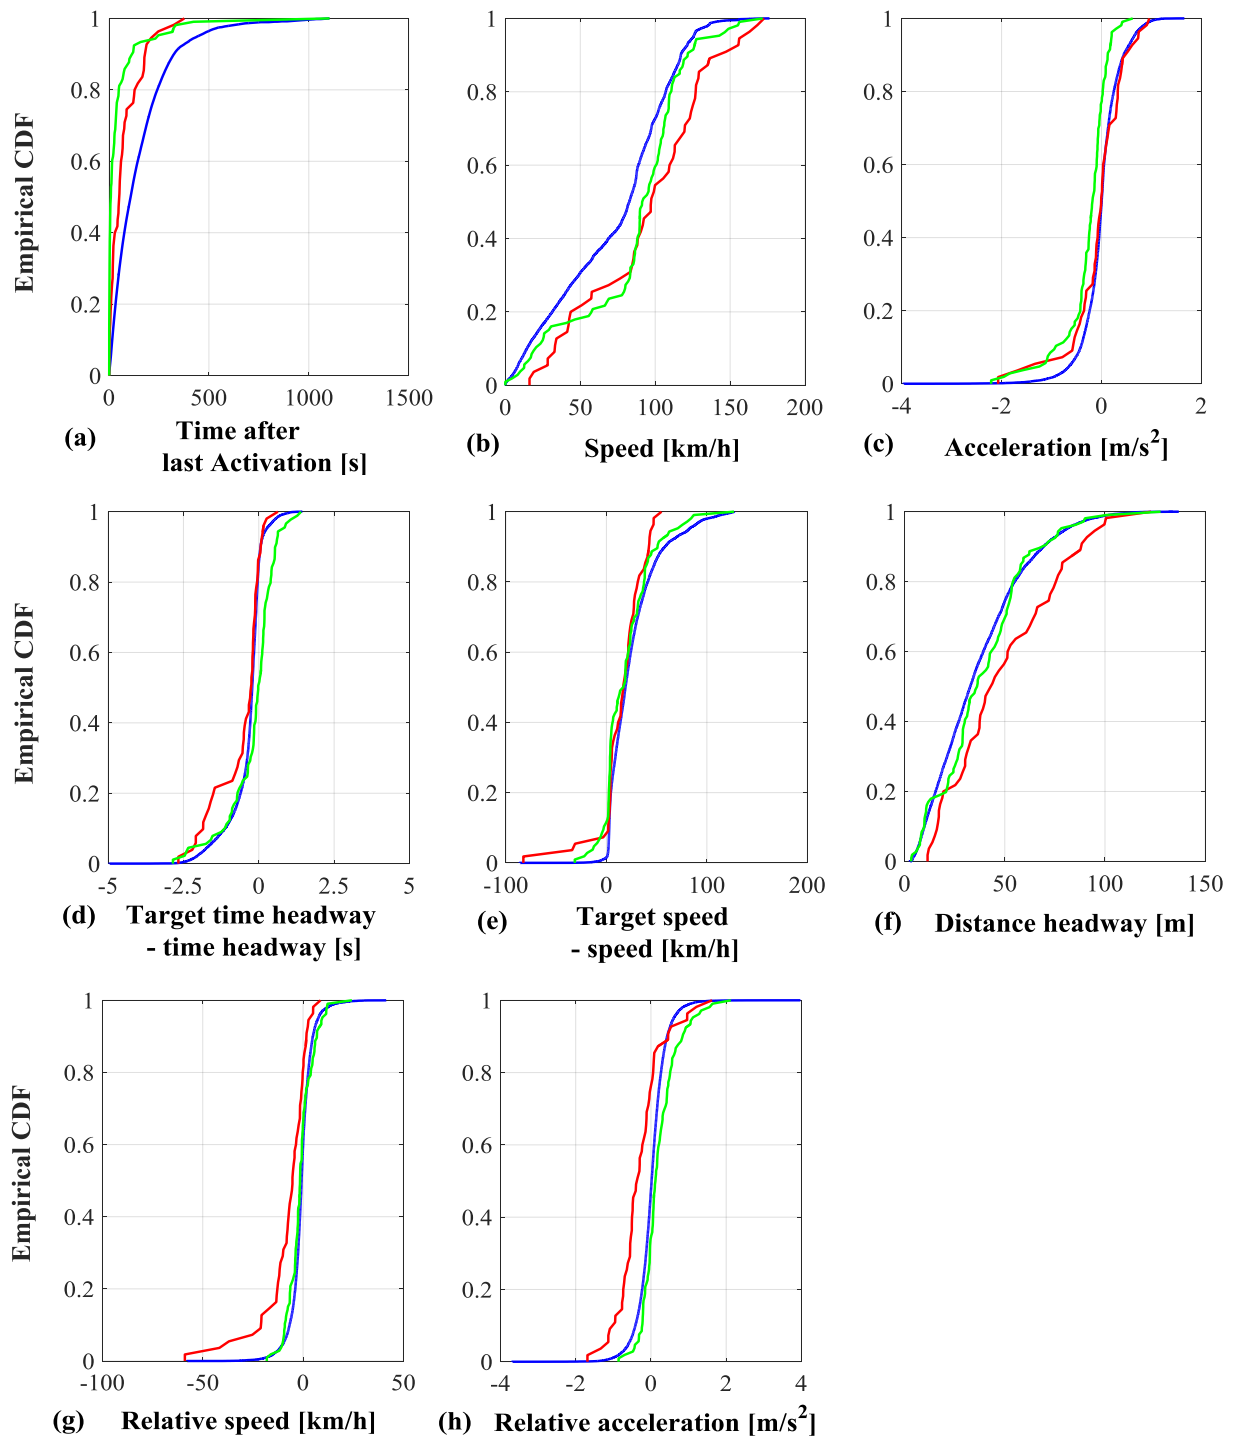 Empirical CDF
1
0.8
0.6
0.4
0.2
0
0 500 1000 1500
(a) Time after
last Activation [s]
1
0.8
0.6
0.4
0.2
0
0 50 100 150 200
(b) Speed [km/h]
1
0.8
0.6
0.4
0.2
0
-4 -2 0 2
(c) Acceleration [m/s²]
Empirical CDF
1
0.8
0.6
0.4
0.2
0
-5 -2.5 0 2.5 5
(d) Target time headway
- time headway [s]
1
0.8
0.6
0.4
0.2
0
-100 0 100 200
(e) Target speed
- speed [km/h]
1
0.8
0.6
0.4
0.2
0
0 50 100 150
(f) Distance headway [m]
Empirical CDF
1
0.8
0.6
0.4
0.2
0
-100 -50 0 50
(g) Relative speed [km/h]
1
0.8
0.6
0.4
0.2
0
-4 -2 0 2 4
(h) Relative acceleration [m/s²]